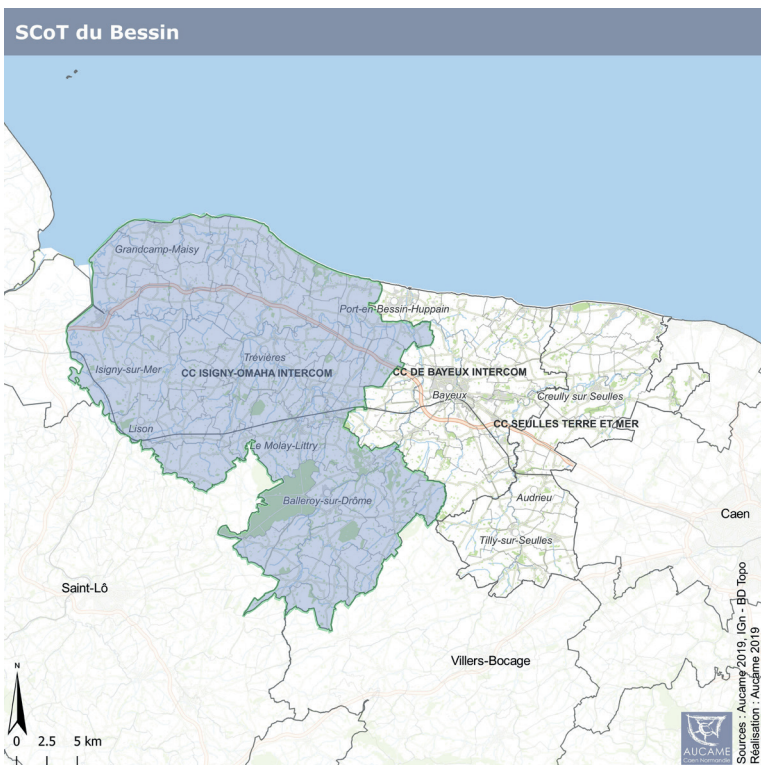 SCoT du Bessin
Grandcamp-Maisy
Port-en-Bessin-Huppain
Trévières
Isigny-sur-Mer
CC ISIGNY-OMAHA INTERCOM
CC DE BAYEUX INTERCOM
Bayeux
Creully sur Seulles
CC SEULLES TERRE ET MER
Lison
Le Molay-Littry
Balleroy-sur-Drôme
Audrieu
Caen
Tilly-sur-Seulles
Saint-Lô
Villers-Bocage
N
0 2.5 5 km
AUCAME
Caen Normandie
Sources : Aucame 2019, IGn - BD Topo
Réalisation : Aucame 2019